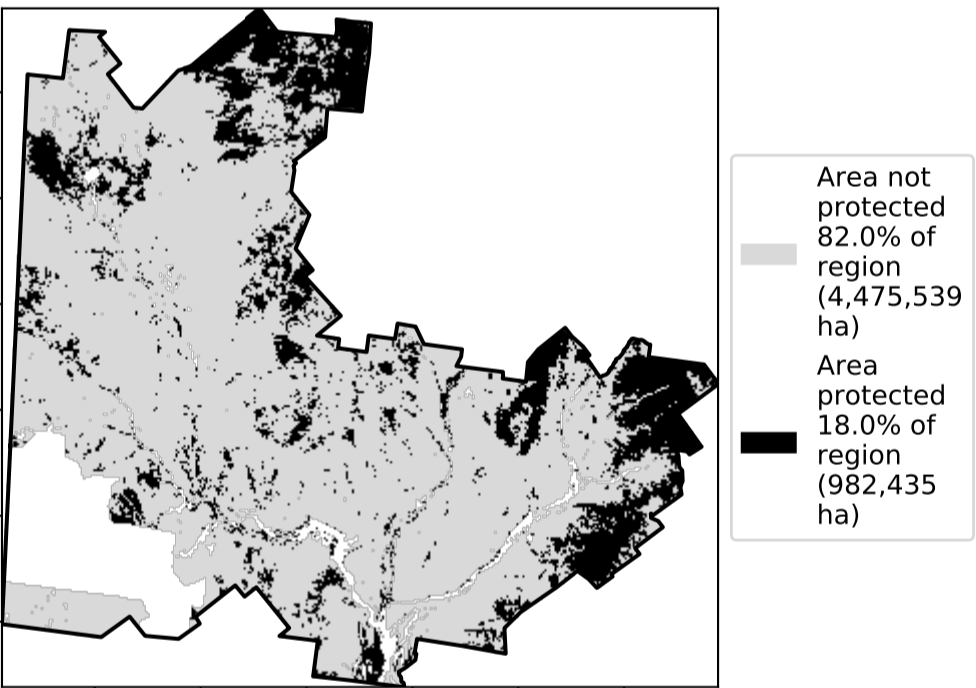 Area not
protected
82.0% of
region
(4,475,539
ha)
Area
protected
18.0% of
region
(982,435
ha)